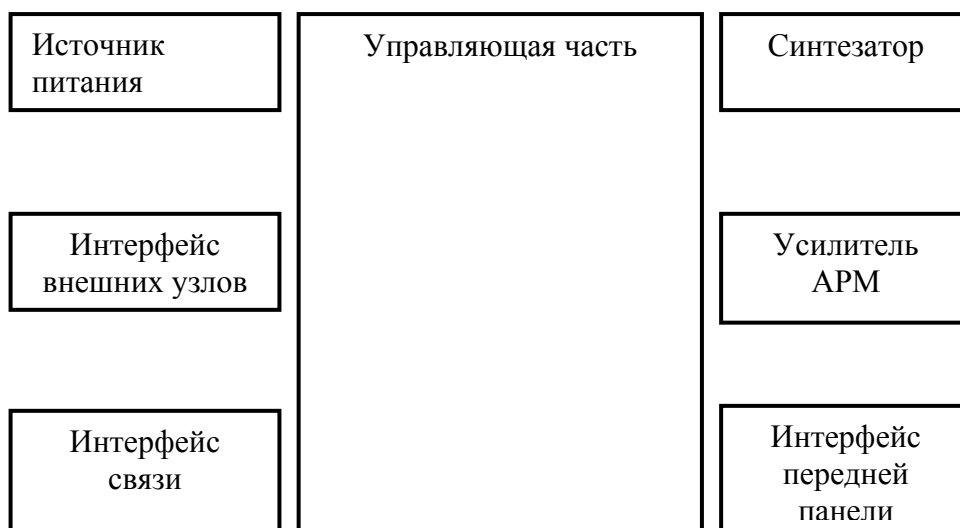 Источник
питания
Управляющая часть
Синтезатор
Интерфейс
внешних узлов
Усилитель
АРМ
Интерфейс
связи
Интерфейс
передней
панели